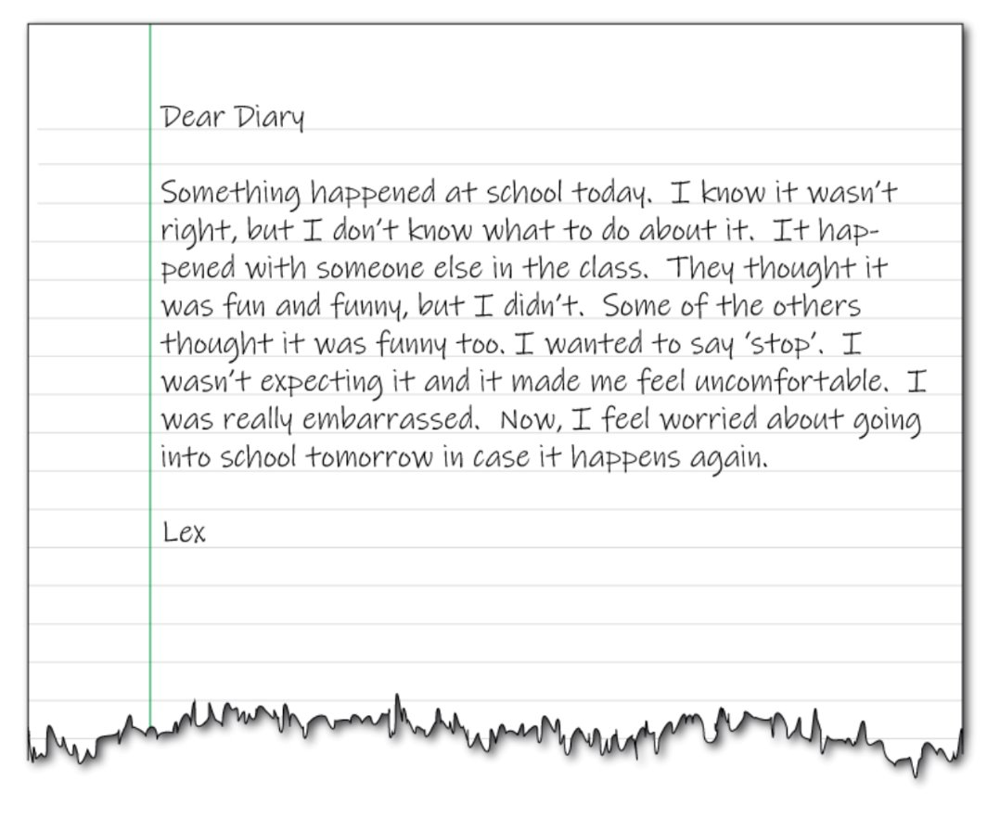 Dear Diary
Something happened at school today.  I know it wasn't
right, but I don't know what to do about it.  It hap-
pened with someone else in the class.  They thought it
was fun and funny, but I didn't.  Some of the others
thought it was funny too. I wanted to say 'stop'.  I
wasn't expecting it and it made me feel uncomfortable.  I
was really embarrassed.  Now, I feel worried about going
into school tomorrow in case it happens again.
Lex